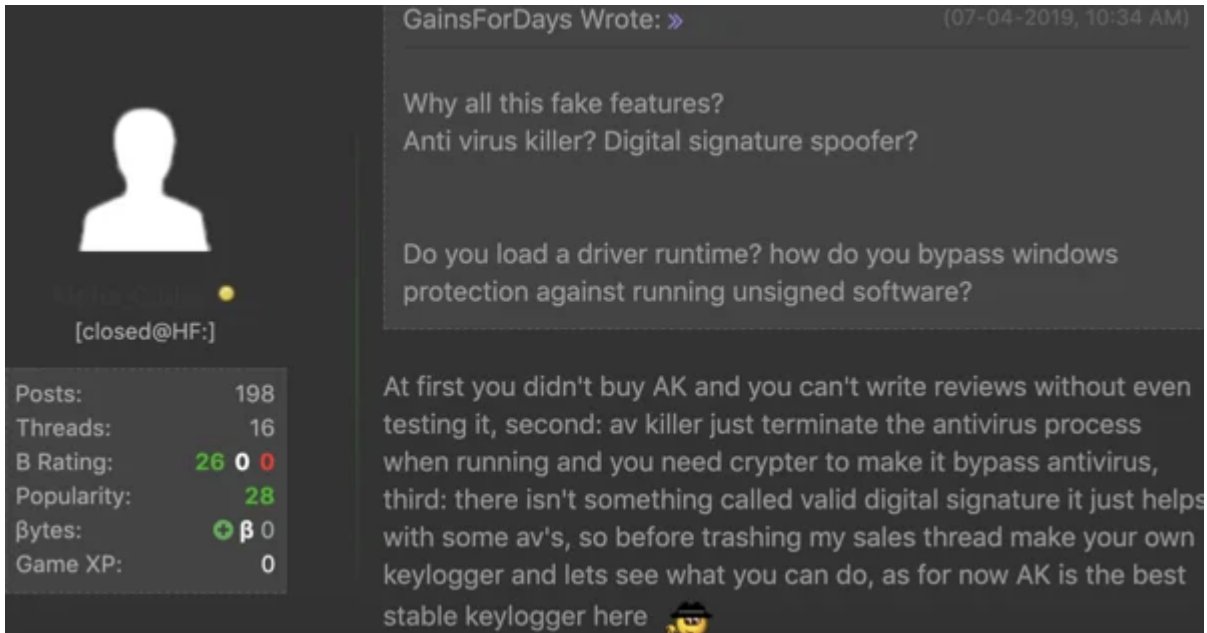 GainsForDays Wrote: »
(07-04-2019, 10:34 AM)
Why all this fake features?
Anti virus killer? Digital signature spoofer?
Do you load a driver runtime? how do you bypass windows
protection against running unsigned software?
[closed@HF:]
Posts: 198
Threads: 16
B Rating: 26 0 0
Popularity: 28
βytes: β 0
Game XP: 0
At first you didn't buy AK and you can't write reviews without even
testing it, second: av killer just terminate the antivirus process
when running and you need crypter to make it bypass antivirus,
third: there isn't something called valid digital signature it just helps
with some av's, so before trashing my sales thread make your own
keylogger and lets see what you can do, as for now AK is the best
stable keylogger here